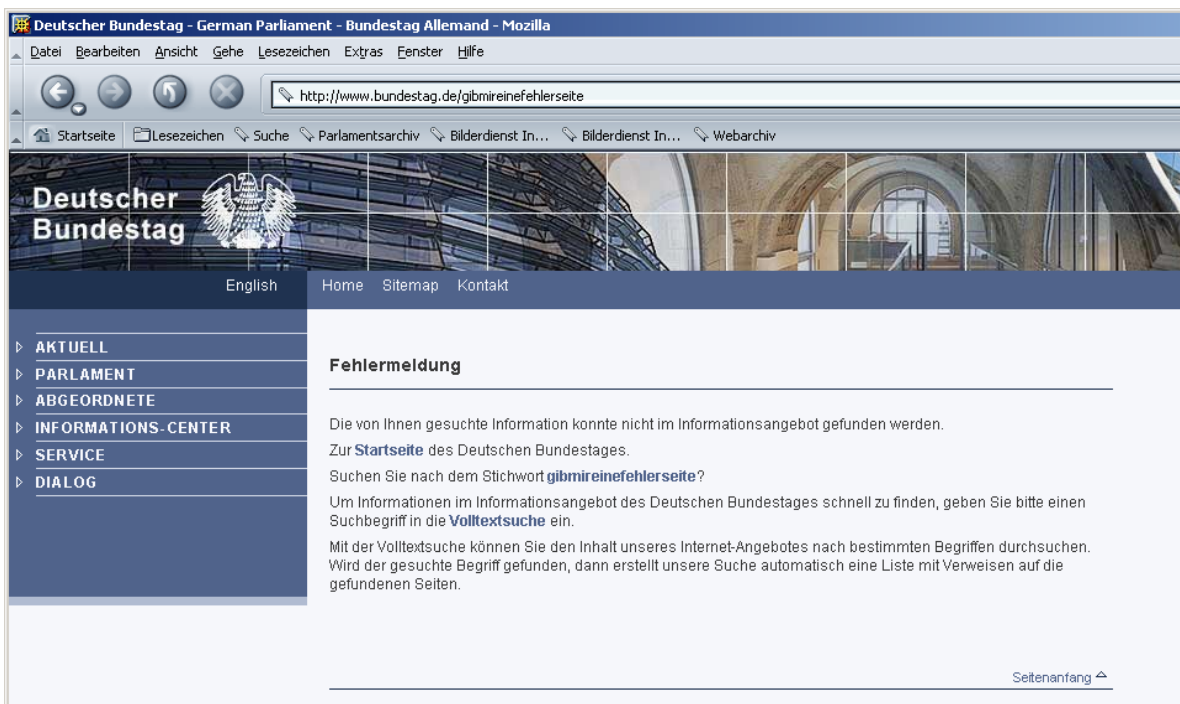 Deutscher Bundestag - German Parliament - Bundestag Allemand - Mozilla
Datei Bearbeiten Ansicht Gehe Lesezeichen Extras Fenster Hilfe
http://www.bundestag.de/gibmireinefehlerseite
Startseite Lesezeichen Suche Parlamentsarchiv Bilderdienst In... Bilderdienst In... Webarchiv
Deutscher
Bundestag
English Home Sitemap Kontakt
AKTUELL
PARLAMENT
ABGEORDNETE
INFORMATIONS-CENTER
SERVICE
DIALOG
Fehlermeldung
Die von Ihnen gesuchte Information konnte nicht im Informationsangebot gefunden werden.
Zur Startseite des Deutschen Bundestages.
Suchen Sie nach dem Stichwort gibmireinefehlerseite?
Um Informationen im Informationsangebot des Deutschen Bundestages schnell zu finden, geben Sie bitte einen
Suchbegriff in die Volltextsuche ein.
Mit der Volltextsuche können Sie den Inhalt unseres Internet-Angebotes nach bestimmten Begriffen durchsuchen.
Wird der gesuchte Begriff gefunden, dann erstellt unsere Suche automatisch eine Liste mit Verweisen auf die
gefundenen Seiten.
Seitenanfang